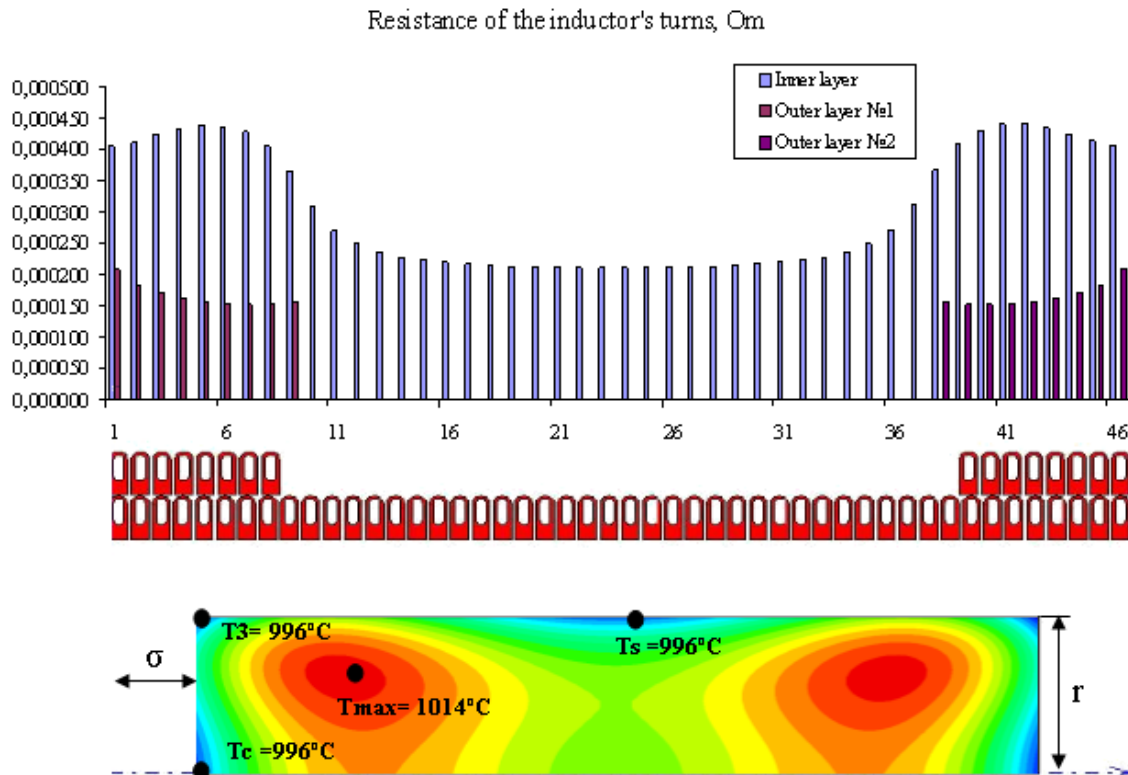 Resistance of the inductor's turns, Om
0,000500
0,000450
0,000400
0,000350
0,000300
0,000250
0,000200
0,000150
0,000100
0,000050
0,000000
Inner layer
Outer layer №1
Outer layer №2
1 6 11 16 21 26 31 36 41 46
T3= 996°C
Ts =996°C
σ
Tmax= 1014°C
r
Tc =996°C